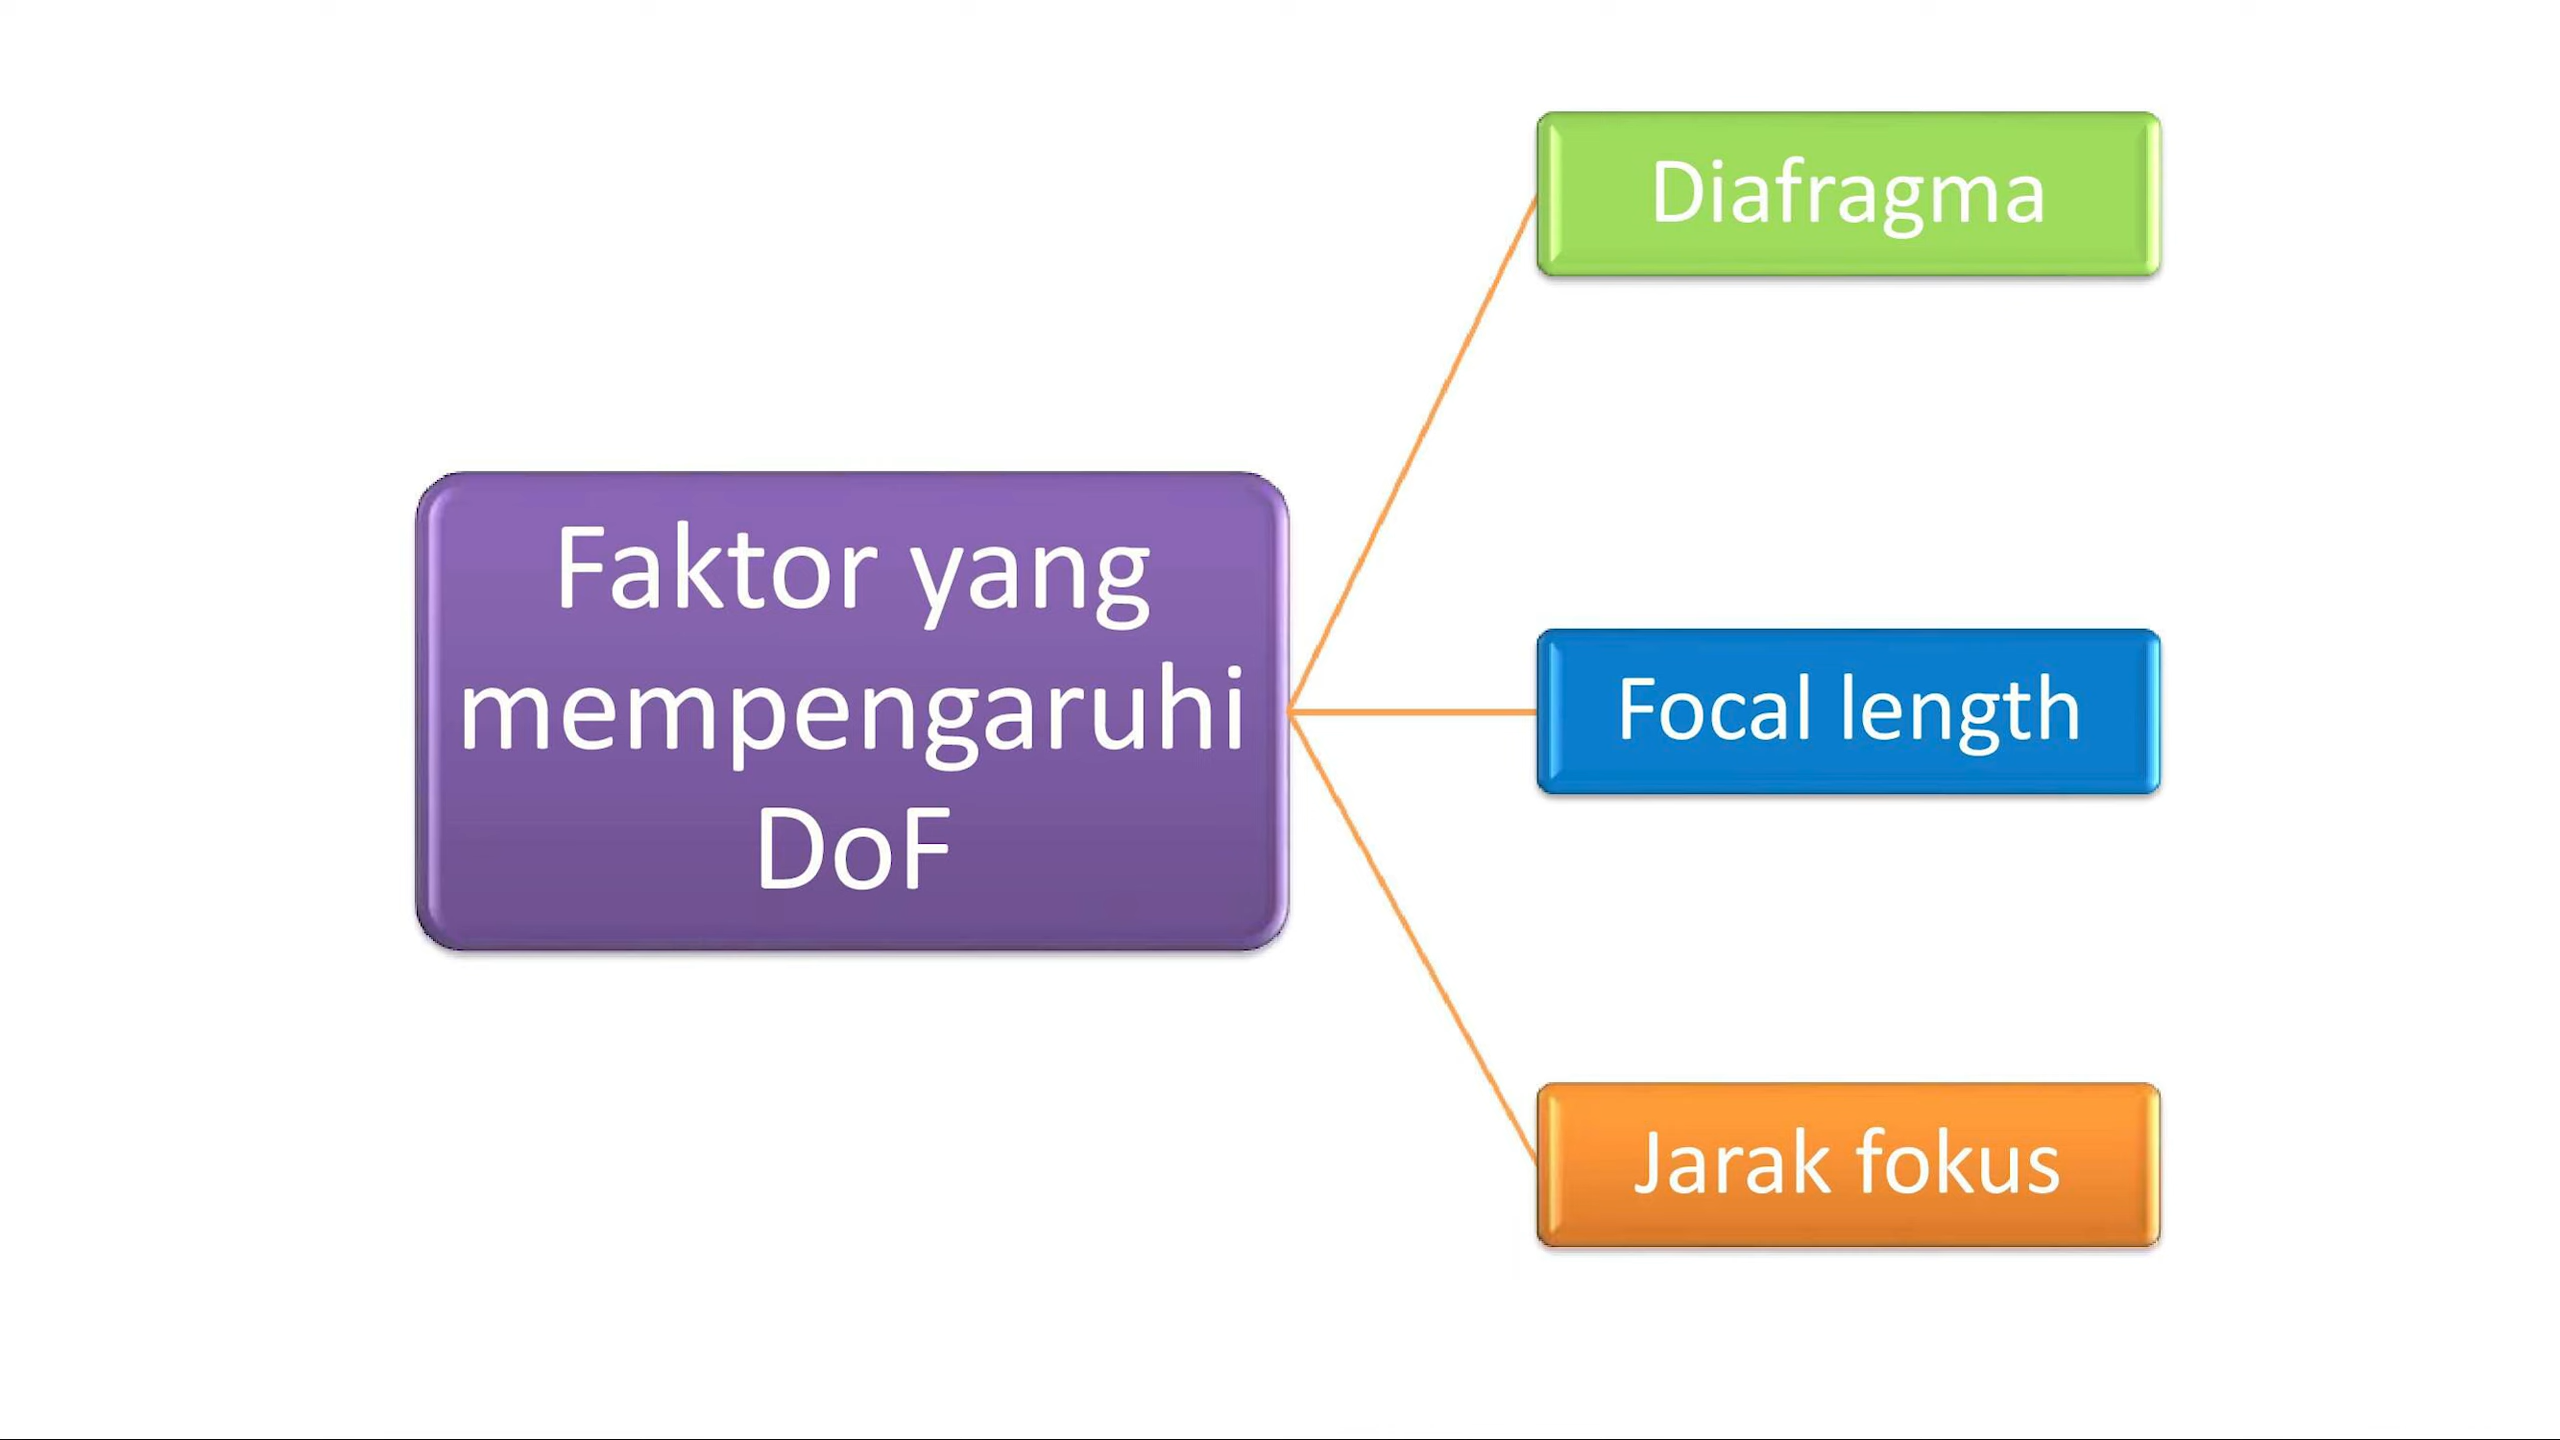 Faktor yang
mempengaruhi
DoF
Diafragma
Focal length
Jarak fokus